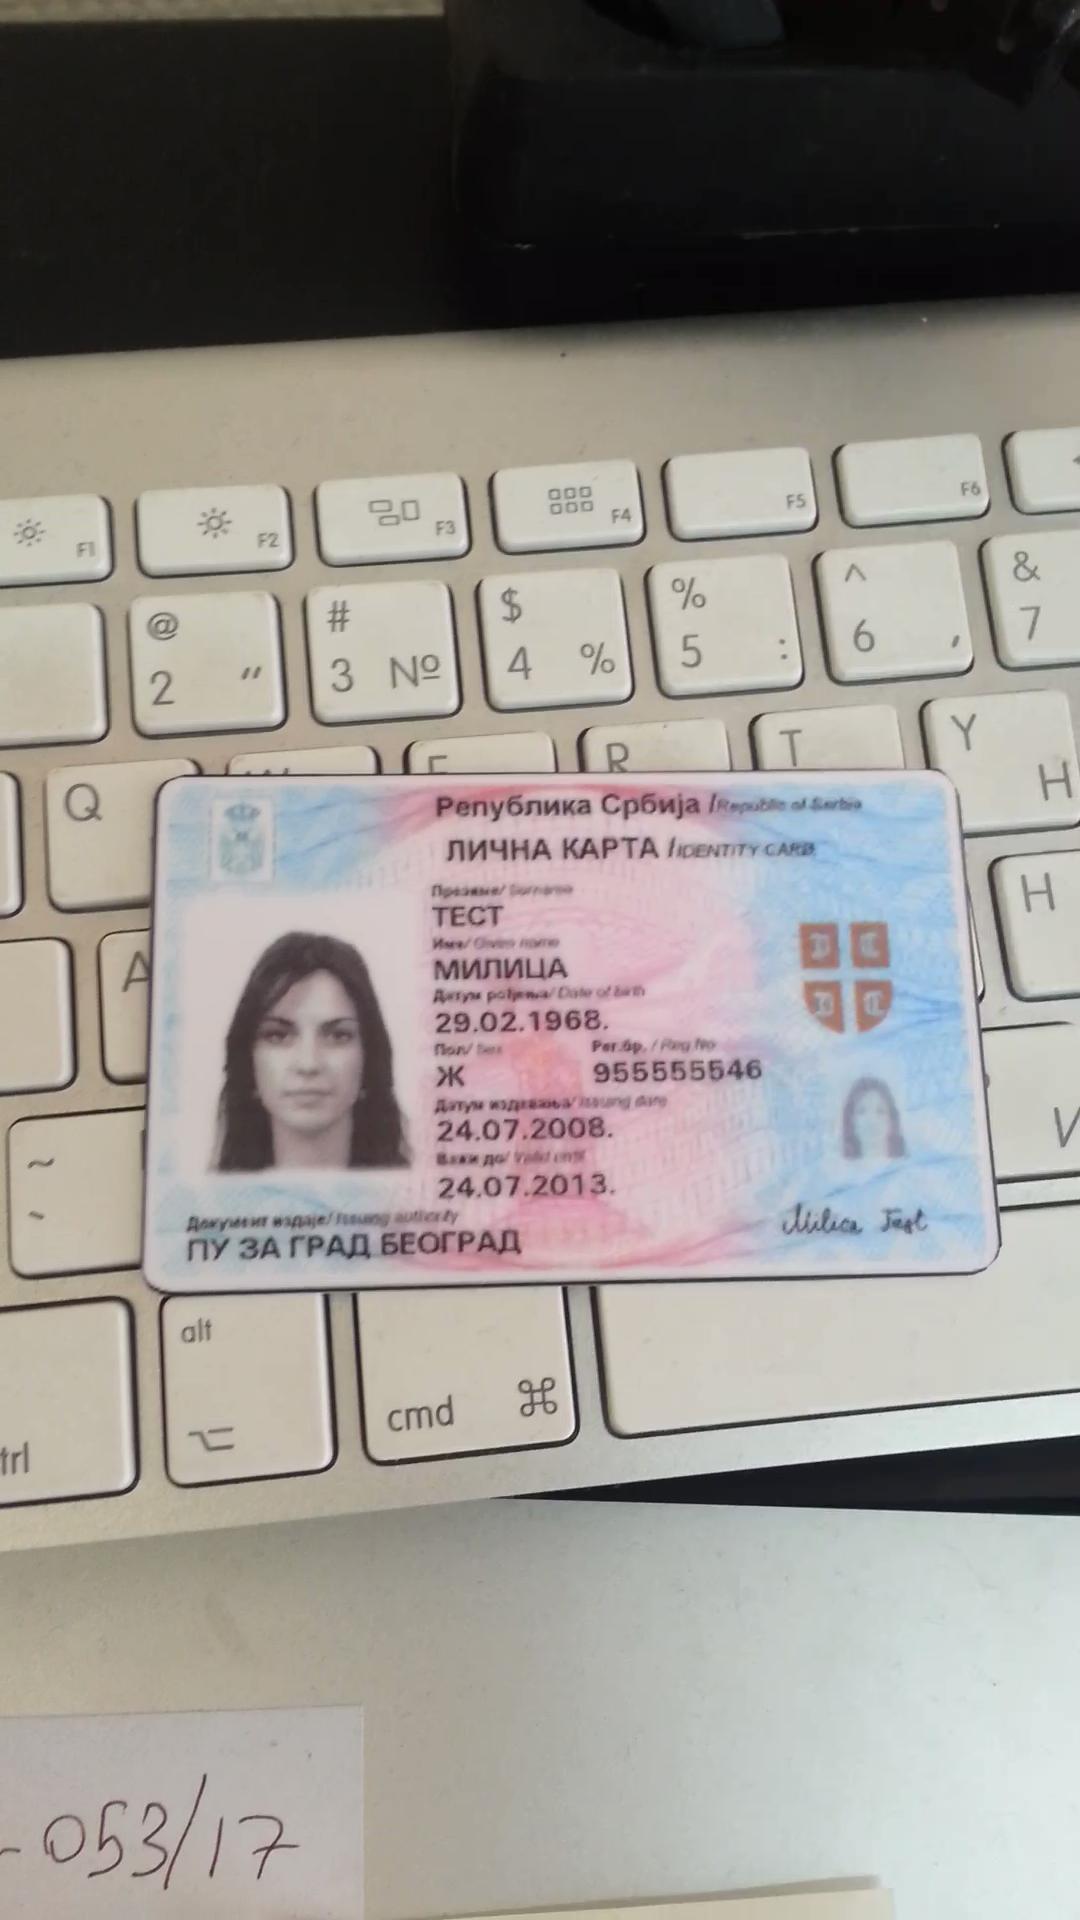 F1 F2 F3 F4 F5 F6
@ # $ % ^ &
2 " 3 № 4 % 5 : 6 , 7
Q R T Y
H
A H
Република Србија /Republic of Serbia
ЛИЧНА КАРТА /IDENTITY CARD
Презиме/ Surname
ТЕСТ
Име/ Given name
МИЛИЦА
Датум рођења/ Date of birth
29.02.1968.
Пол/ Sex Рег.бр. / Reg.No
Ж 955555546
Датум издавања/ Issuing date
24.07.2008.
Важи до/ Valid until
24.07.2013.
Документ издаје/ Issuing authority
ПУ ЗА ГРАД БЕОГРАД
Milica Test
~
alt
cmd ⌘
-053/17